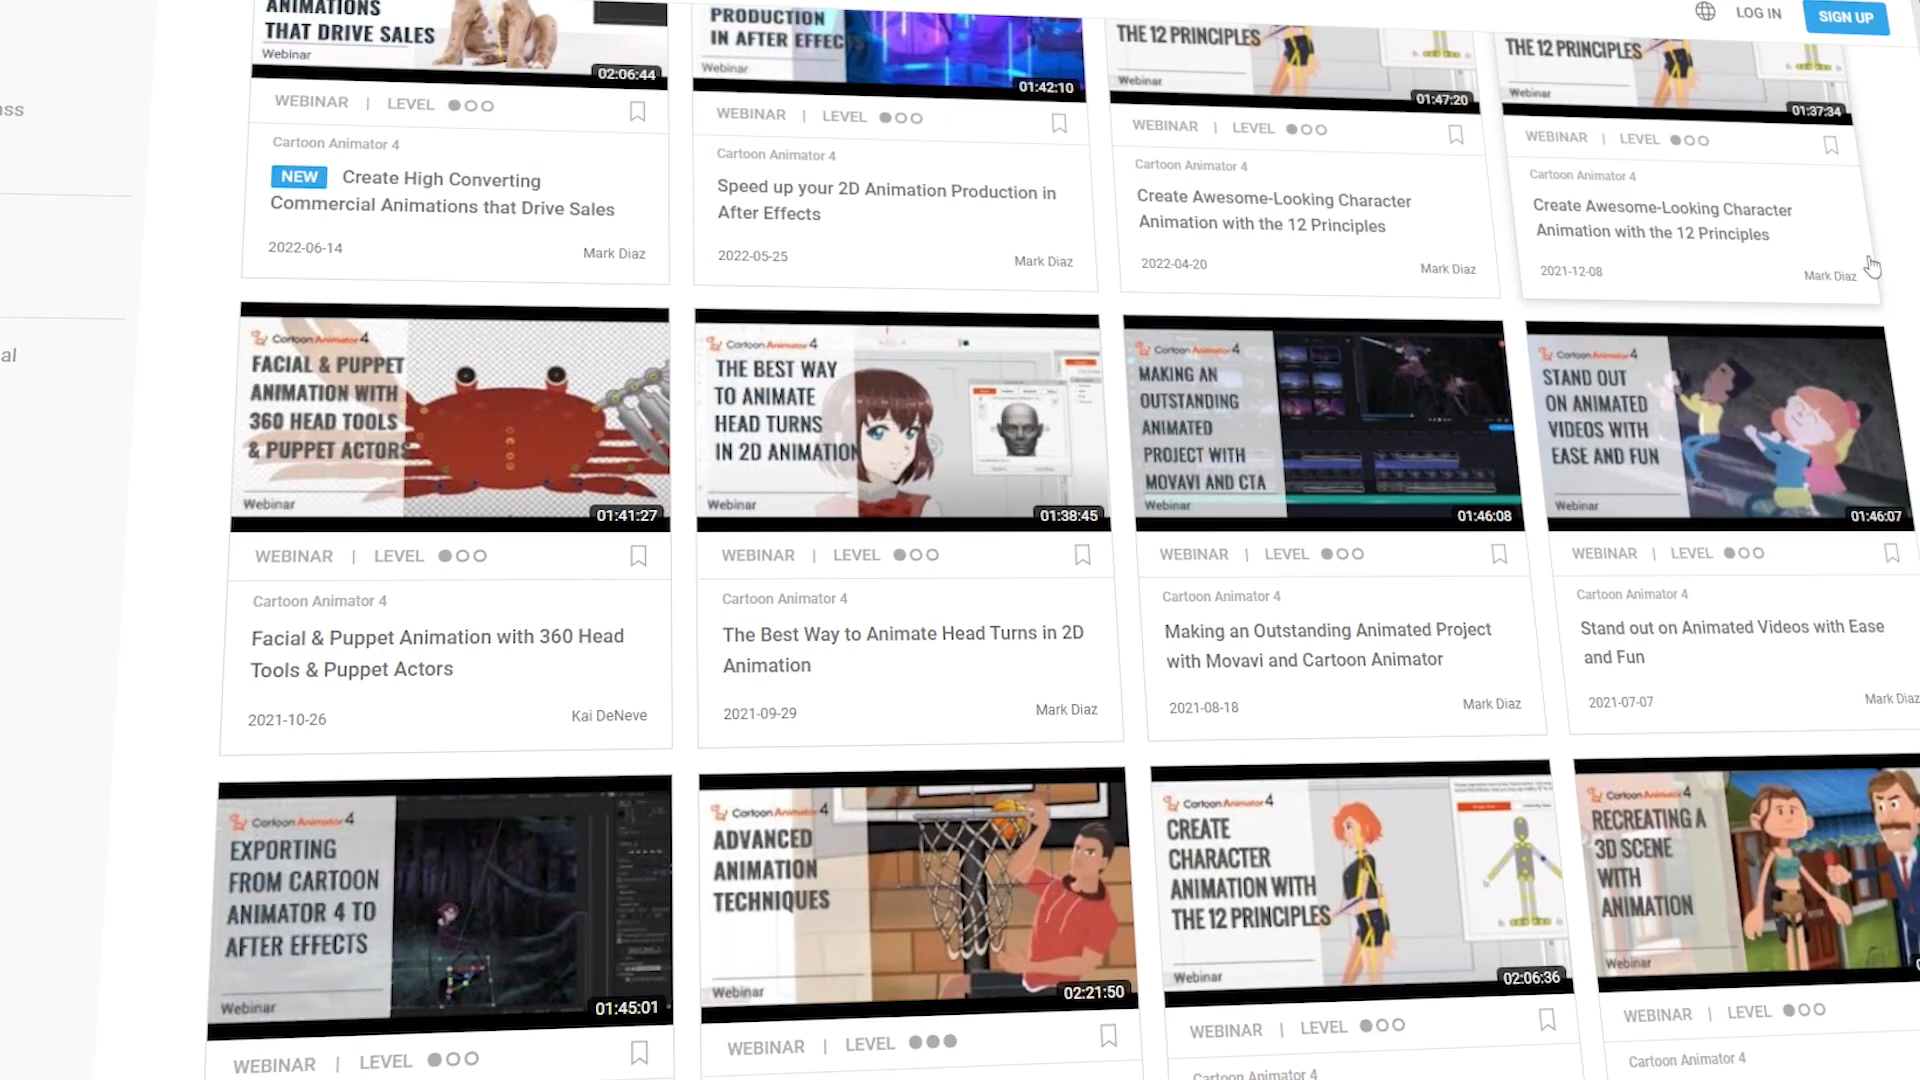 LOG IN
SIGN UP
ANIMATIONS
THAT DRIVE SALES
Webinar
02:06:44
WEBINAR | LEVEL
Cartoon Animator 4
NEW Create High Converting
Commercial Animations that Drive Sales
2022-06-14
Mark Diaz
PRODUCTION
IN AFTER EFFEC
Webinar
01:42:10
WEBINAR | LEVEL
Cartoon Animator 4
Speed up your 2D Animation Production in
After Effects
2022-05-25
Mark Diaz
THE 12 PRINCIPLES
Webinar
01:47:20
WEBINAR | LEVEL
Cartoon Animator 4
Create Awesome-Looking Character
Animation with the 12 Principles
2022-04-20
Mark Diaz
THE 12 PRINCIPLES
Webinar
01:37:34
WEBINAR | LEVEL
Cartoon Animator 4
Create Awesome-Looking Character
Animation with the 12 Principles
2021-12-08
Mark Diaz
ass
al
Cartoon Animator 4
FACIAL & PUPPET
ANIMATION WITH
360 HEAD TOOLS
& PUPPET ACTORS
Webinar
01:41:27
WEBINAR | LEVEL
Cartoon Animator 4
Facial & Puppet Animation with 360 Head
Tools & Puppet Actors
2021-10-26
Kai DeNeve
Cartoon Animator 4
THE BEST WAY
TO ANIMATE
HEAD TURNS
IN 2D ANIMATION
Webinar
01:38:45
WEBINAR | LEVEL
Cartoon Animator 4
The Best Way to Animate Head Turns in 2D
Animation
2021-09-29
Mark Diaz
Cartoon Animator 4
MAKING AN
OUTSTANDING
ANIMATED
PROJECT WITH
MOVAVI AND CTA
Webinar
01:46:08
WEBINAR | LEVEL
Cartoon Animator 4
Making an Outstanding Animated Project
with Movavi and Cartoon Animator
2021-08-18
Mark Diaz
Cartoon Animator 4
STAND OUT
ON ANIMATED
VIDEOS WITH
EASE AND FUN
Webinar
01:46:07
WEBINAR | LEVEL
Cartoon Animator 4
Stand out on Animated Videos with Ease
and Fun
2021-07-07
Mark Diaz
Cartoon Animator 4
EXPORTING
FROM CARTOON
ANIMATOR 4 TO
AFTER EFFECTS
Webinar
01:45:01
WEBINAR | LEVEL
Cartoon Animator 4
ADVANCED
ANIMATION
TECHNIQUES
Webinar
02:21:50
WEBINAR | LEVEL
Cartoon Animator 4
CREATE
CHARACTER
ANIMATION WITH
THE 12 PRINCIPLES
Webinar
02:06:36
WEBINAR | LEVEL
Cartoon Animator 4
Cartoon Animator 4
RECREATING A
3D SCENE
WITH
ANIMATION
Webinar
WEBINAR | LEVEL
Cartoon Animator 4